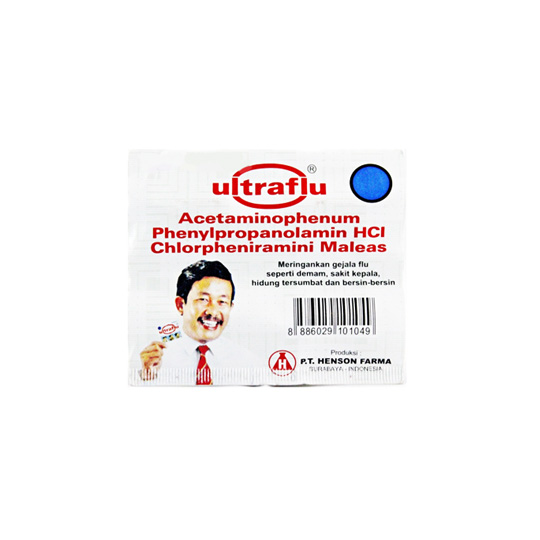 ultraflu®
Acetaminophenum
Phenylpropanolamin HCl
Chlorpheniramini Maleas
Meringankan gejala flu
seperti demam, sakit kepala,
hidung tersumbat dan bersin-bersin
8 886029 101049
Produksi :
H
P.T. HENSON FARMA
SURABAYA - INDONESIA
ultraflu